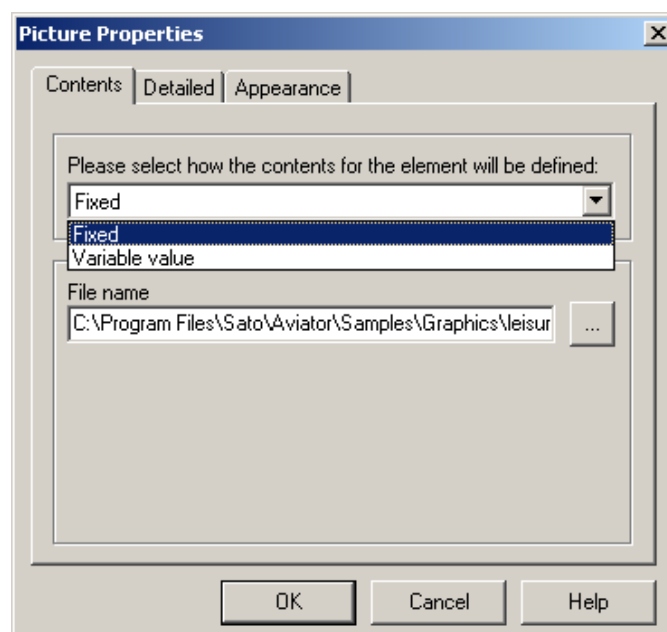 Picture Properties
Contents Detailed Appearance
Please select how the contents for the element will be defined:
Fixed
Fixed
Variable value
File name
C:\Program Files\Sato\Aviator\Samples\Graphics\leisur ...
OK Cancel Help